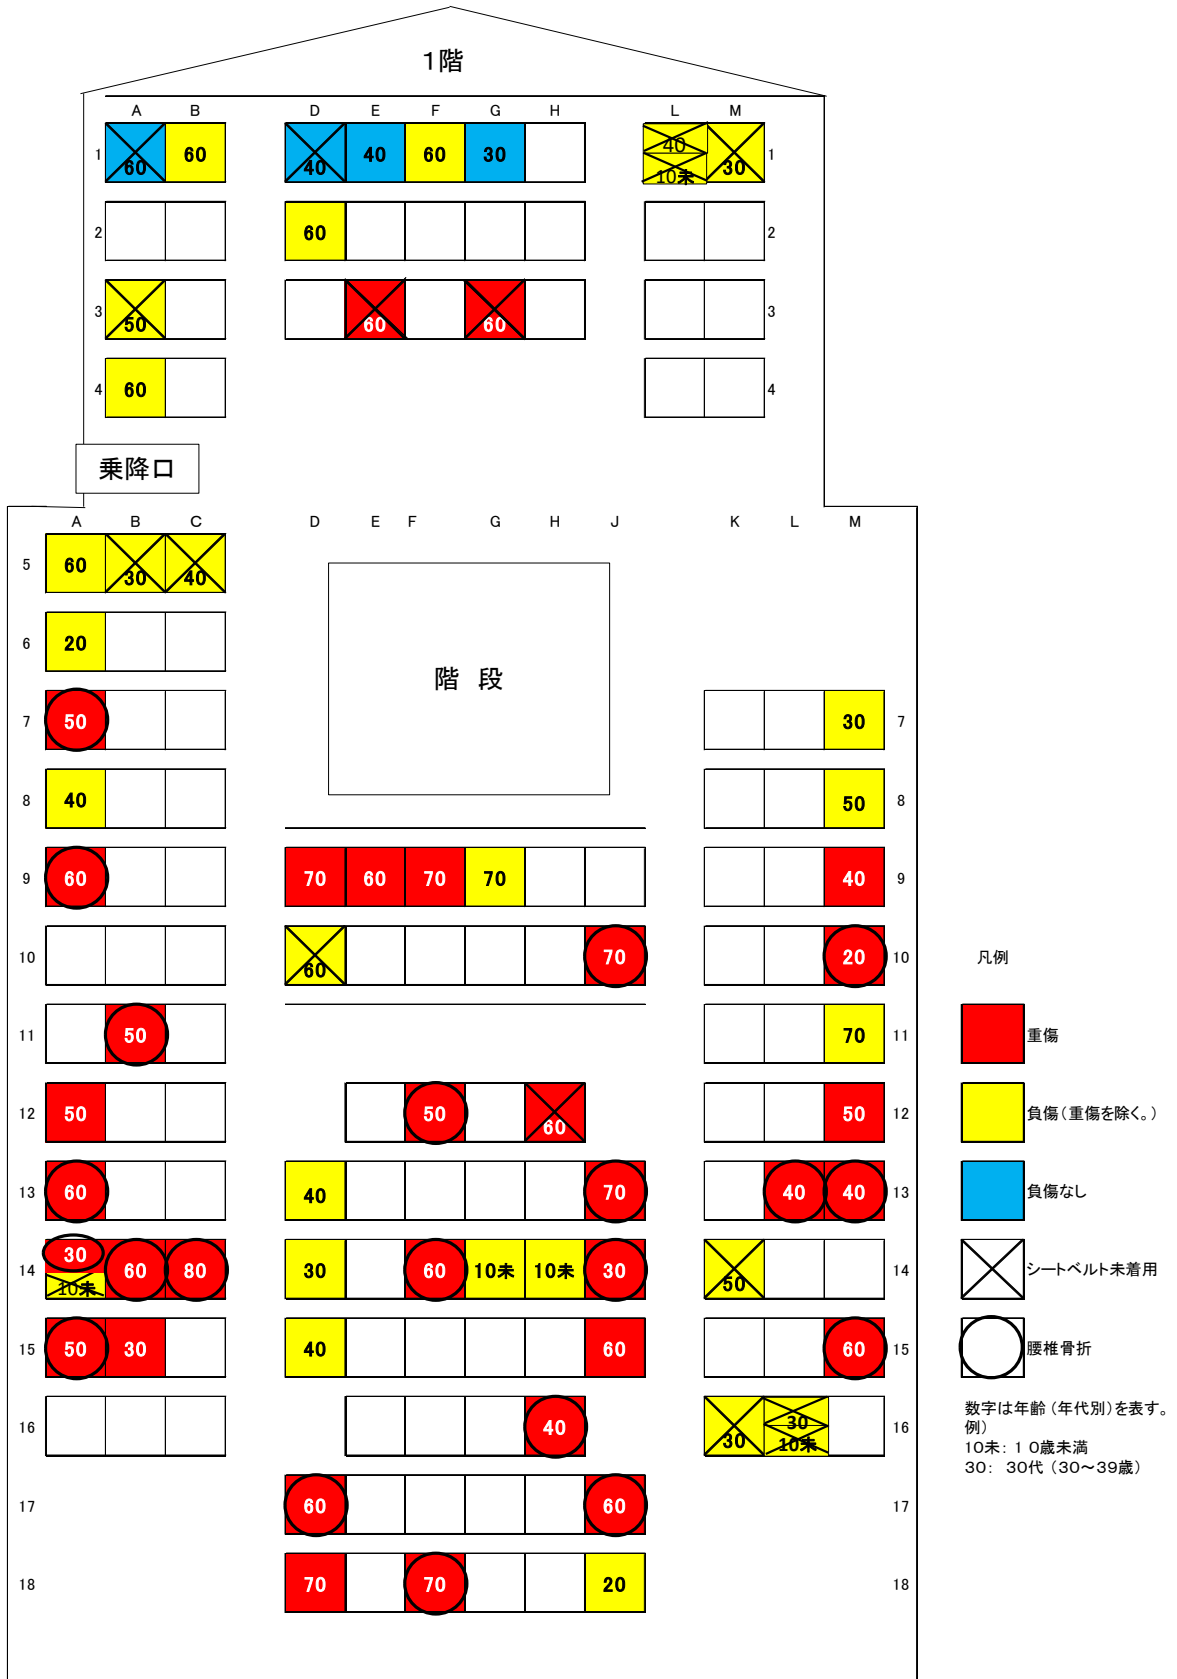 1階
A B D E F G H L M
1 60 60 40 40 60 30 40 30 1
10未
2 60 2
3 50 60 60 3
4 60 4
乗降口
A B C D E F G H J K L M
5 60 30 40
6 20
階 段
7 50 30 7
8 40 50 8
9 60 70 60 70 70 40 9
10 60 70 20 10
11 50 70 11
12 50 50 60 50 12
13 60 40 70 40 40 13
14 30 60 80 30 60 10未 10未 30 50 14
10未
15 50 30 40 60 60 15
16 40 30 30 16
10未
17 60 60 17
18 70 70 20 18
凡例
重傷
負傷(重傷を除く。)
負傷なし
シートベルト未着用
腰椎骨折
数字は年齢(年代別)を表す。
例)
10未:10歳未満
30: 30代(30~39歳)